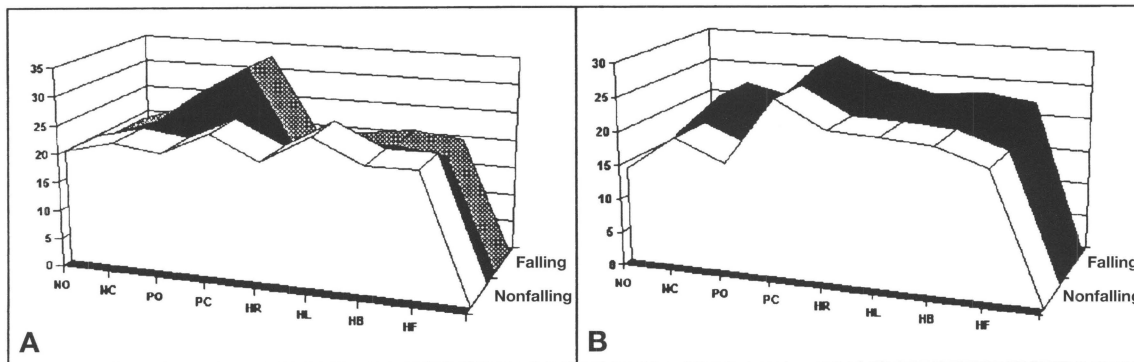 35
30
25
20
15
10
5
0
NO NC PO PC HR HL HB HF
Falling
Nonfalling
A
30
25
20
15
10
5
0
NO NC PO PC HR HL HB HF
Falling
Nonfalling
B